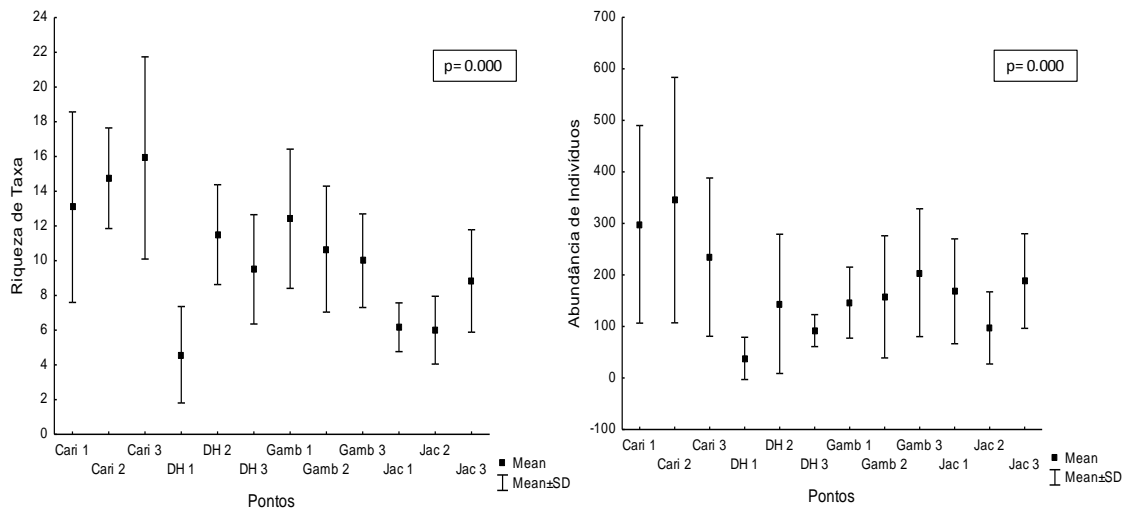 24
22
20
18
16
14
12
10
8
6
4
2
0
Riqueza de Taxa
p= 0.000
Cari 1 Cari 3 DH 2 Gamb 1 Gamb 3 Jac 2
Cari 2 DH 1 DH 3 Gamb 2 Jac 1 Jac 3
Pontos
Mean
Mean±SD
700
600
500
400
300
200
100
0
-100
Abundância de Indivíduos
p= 0.000
Cari 1 Cari 3 DH 2 Gamb 1 Gamb 3 Jac 2
Cari 2 DH 1 DH 3 Gamb 2 Jac 1 Jac 3
Pontos
Mean
Mean±SD